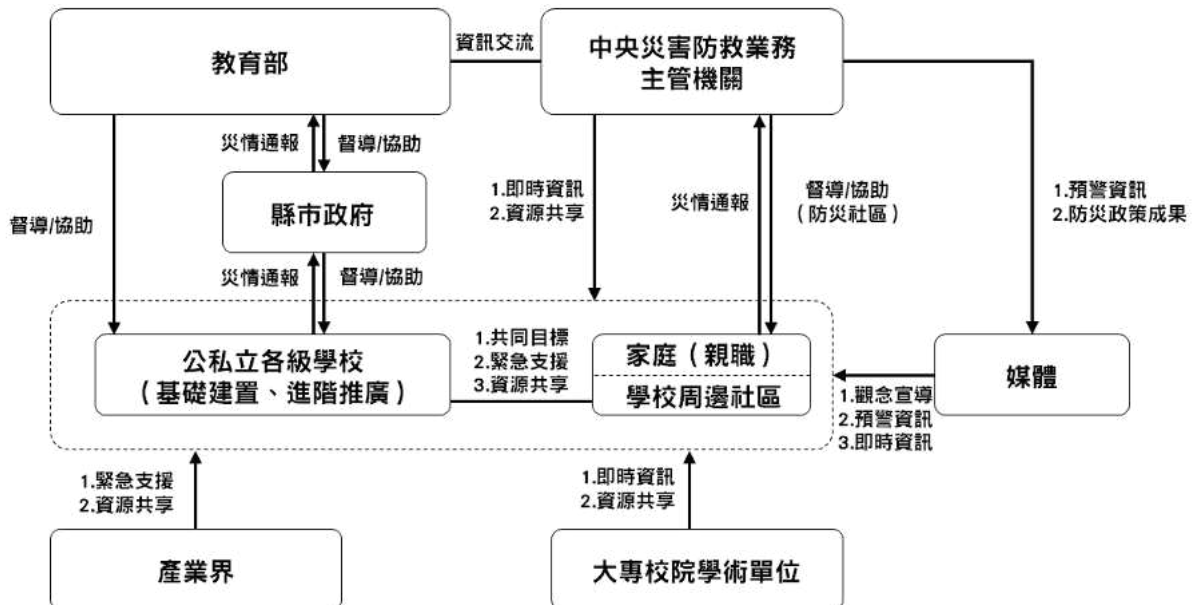 教育部
資訊交流
中央災害防救業務
主管機關
災情通報
督導/協助
縣市政府
督導/協助
災情通報
督導/協助
1.即時資訊
2.資源共享
災情通報
督導/協助
(防災社區)
1.預警資訊
2.防災政策成果
公私立各級學校
(基礎建置、進階推廣)
1.共同目標
2.緊急支援
3.資源共享
家庭(親職)
學校周邊社區
媒體
1.觀念宣導
2.預警資訊
3.即時資訊
1.緊急支援
2.資源共享
1.即時資訊
2.資源共享
產業界
大專校院學術單位